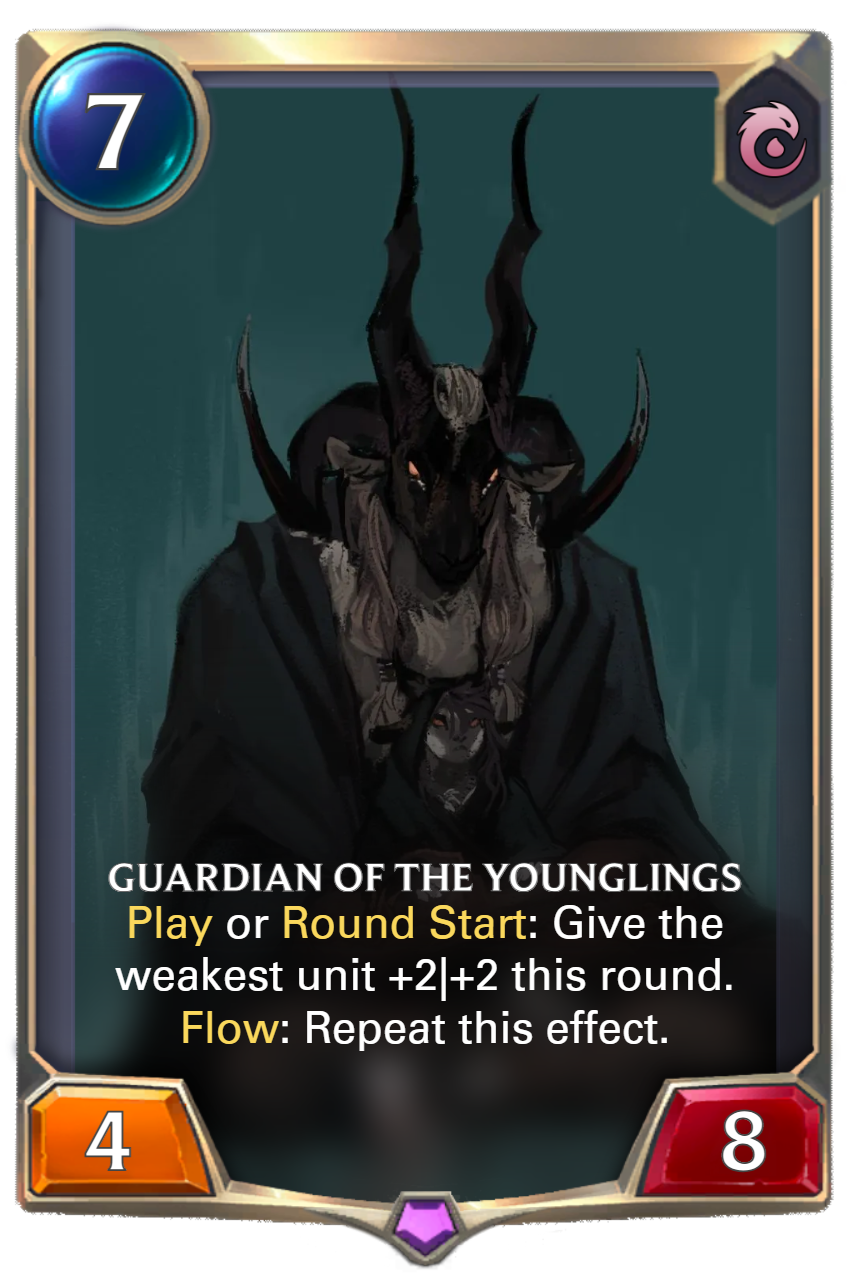 7
GUARDIAN OF THE YOUNGLINGS
Play or Round Start: Give the
weakest unit +2|+2 this round.
Flow: Repeat this effect.
4 8